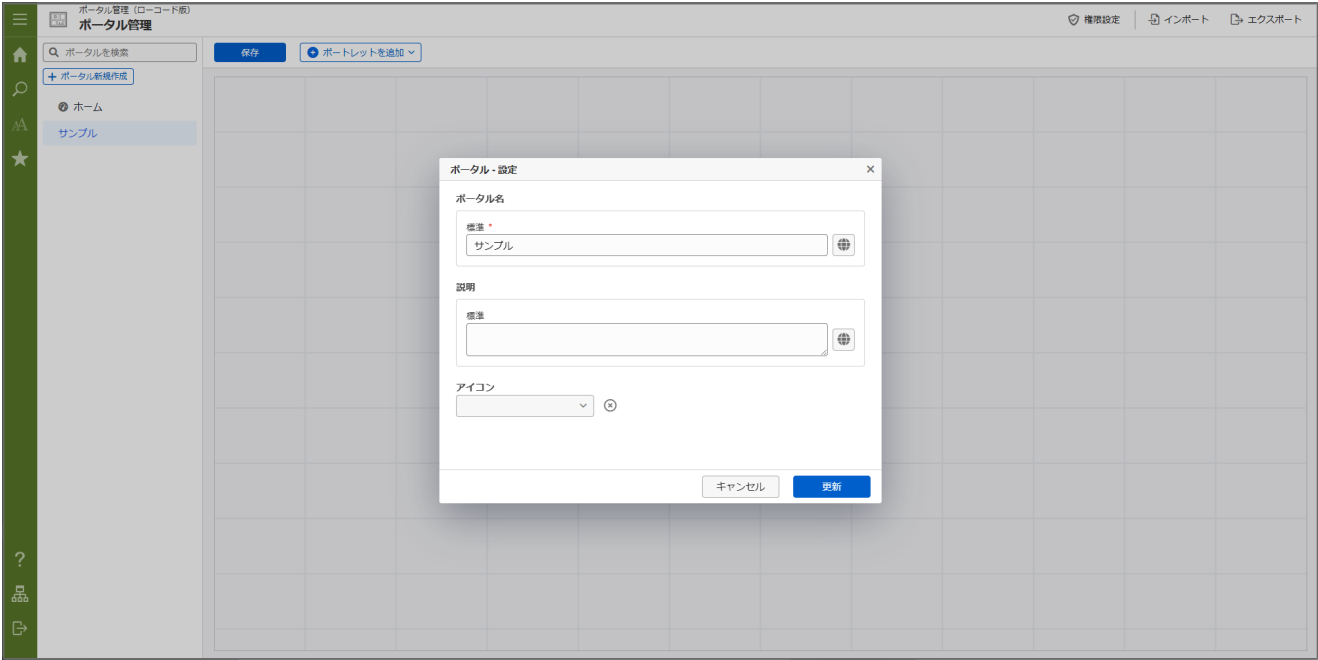 ポータル管理（ローコード版）
ポータル管理
権限設定
インポート
エクスポート
ポータルを検索
保存
ポートレットを追加
ポータル新規作成
ホーム
サンプル
ポータル - 設定
ポータル名
標準 *
サンプル
説明
標準
アイコン
キャンセル
更新